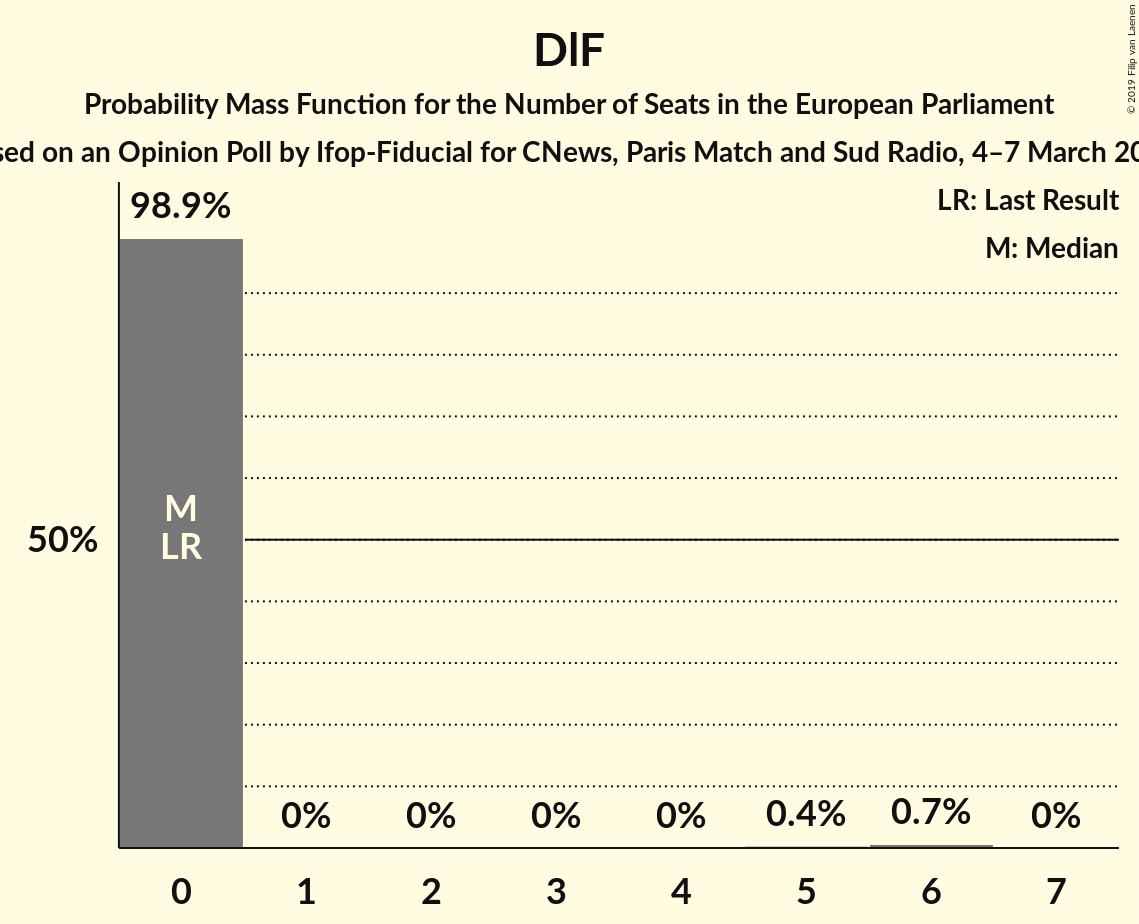 DlF
Probability Mass Function for the Number of Seats in the European Parliament
sed on an Opinion Poll by Ifop-Fiducial for CNews, Paris Match and Sud Radio, 4–7 March 20
© 2019 Filip van Laenen
LR: Last Result
M: Median
98.9%
M
LR
50%
0% 0% 0% 0% 0.4% 0.7% 0%
0 1 2 3 4 5 6 7